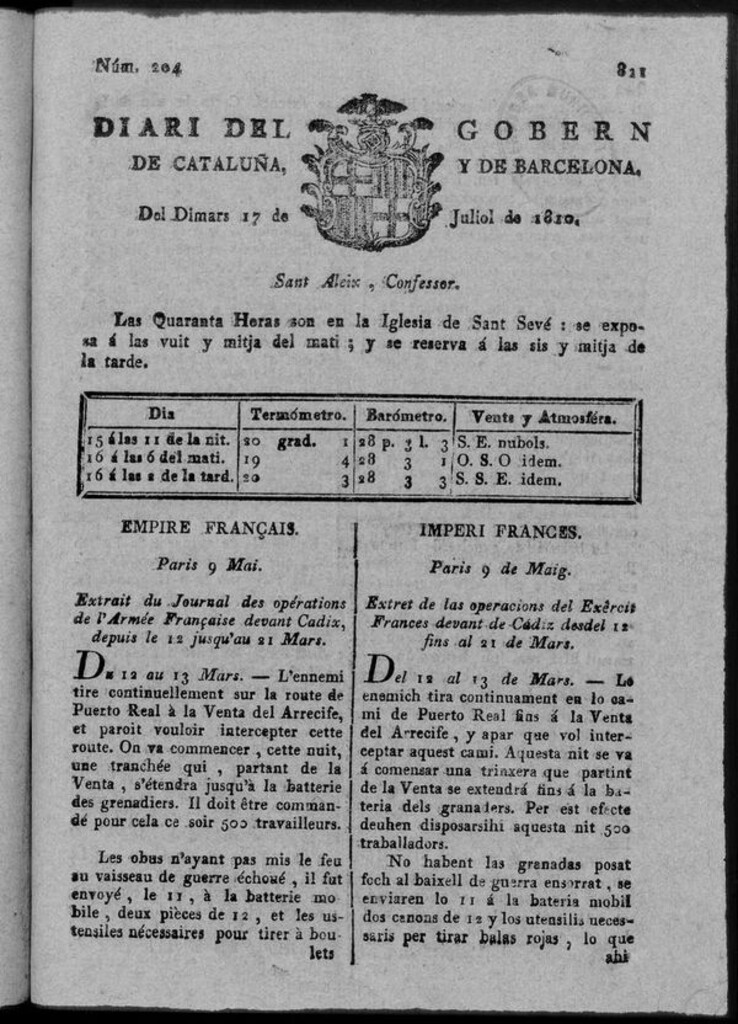 Núm. 204
821
DIARI DEL GOBERN
DE CATALUÑA, Y DE BARCELONA,
Del Dimars 17 de Juliol de 1810.
Sant Aleix, Confessor.
Las Quaranta Horas son en la Iglesia de Sant Sevé: se expo-
sa á las vuit y mitja del mati; y se reserva á las sis y mitja de
la tarde.
Dia Termómetro. Barómetro. Vents y Atmosféra.
15 á las 11 de la nit. 20 grad. 1 28 p. 3 l. 3 S. E. nubols.
16 á las 6 del mati. 19 4 28 3 1 O. S. O idem.
16 á las 2 de la tard. 20 3 28 3 3 S. S. E. idem.
EMPIRE FRANÇAIS.
Paris 9 Mai.
Extrait du Journal des opérations
de l'Armée Française devant Cadix,
depuis le 12 jusqu'au 21 Mars.
Du 12 au 13 Mars. — L'ennemi
tire continuellement sur la route de
Puerto Real à la Venta del Arrecife,
et paroit vouloir intercepter cette
route. On va commencer, cette nuit,
une tranchée qui, partant de la
Venta, s'étendra jusqu'à la batterie
des grenadiers. Il doit être comman-
dé pour cela ce soir 500 travailleurs.
Les obus n'ayant pas mis le feu
au vaisseau de guerre échoué, il fut
envoyé, le 11, à la batterie mo
bile, deux pièces de 12, et les us-
tensiles nécessaires pour tirer à bou-
lets
IMPERI FRANCES.
Paris 9 de Maig.
Extret de las operacions del Exêrcit
Frances devant de Cádiz desdel 12
fins al 21 de Mars.
Del 12 al 13 de Mars. — Lo
enemich tira continuament en lo ca-
mi de Puerto Real fins á la Venta
del Arrecife, y apar que vol inter-
ceptar aquest cami. Aquesta nit se va
á comensar una trinxera que partint
de la Venta se extendrá fins á la ba-
teria dels granaders. Per est efecte
deuhen disposarsihi aquesta nit 500
traballadors.
No habent las granadas posat
foch al baixell de guerra ensorrat, se
enviaren lo 11 á la bateria mobil
dos canons de 12 y los utensilis neces-
saris per tirar balas rojas, lo que
ahi